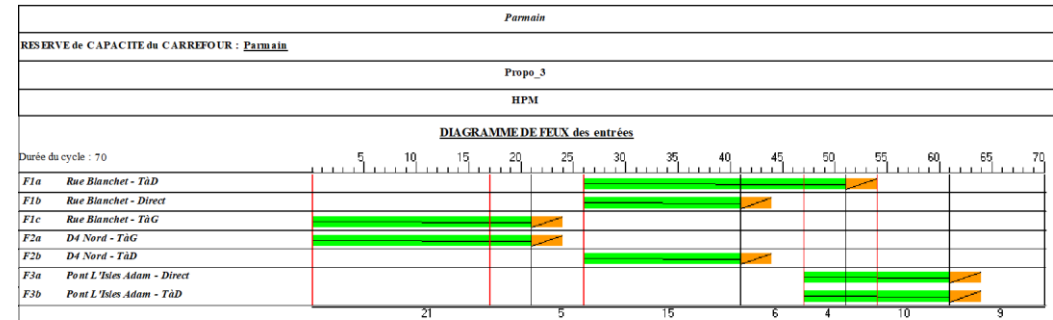 Parmain
RESERVE de CAPACITE du CARREFOUR : Parmain
Propo_3
HPM
DIAGRAMME DE FEUX des entrées
Durée du cycle : 70 5 10 15 20 25 30 35 40 45 50 55 60 65 70
F1a Rue Blanchet - TàD
F1b Rue Blanchet - Direct
F1c Rue Blanchet - TàG
F2a D4 Nord - TàG
F2b D4 Nord - TàD
F3a Pont L'Isles Adam - Direct
F3b Pont L'Isles Adam - TàD
21 5 15 6 4 10 9